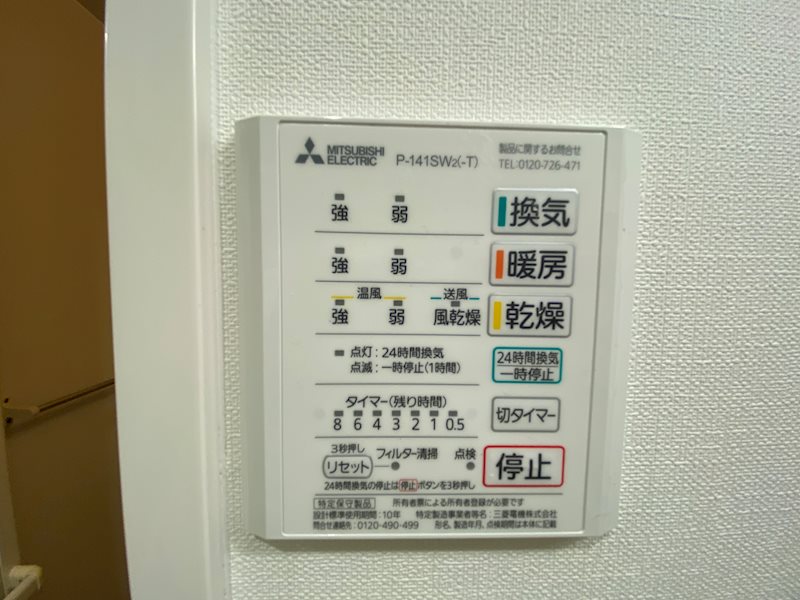 MITSUBISHI ELECTRIC P-141SW2(-T) 製品に関するお問合せ
TEL:0120-726-471
強 弱 換気
強 弱 暖房
温風 送風
強 弱 風乾燥 乾燥
点灯:24時間換気
点滅:一時停止(1時間)
24時間換気
一時停止
タイマー(残り時間)
8 6 4 3 2 1 0.5
切タイマー
3秒押し
リセット フィルター清掃 点検
停止
24時間換気の停止は停止ボタンを3秒押し
特定保守製品 所有者票による所有者登録が必要です
設計標準使用期間:10年 特定製造事業者等名:三菱電機株式会社
問合せ連絡先:0120-490-499 形名、製造年月、点検期間は本体に記載